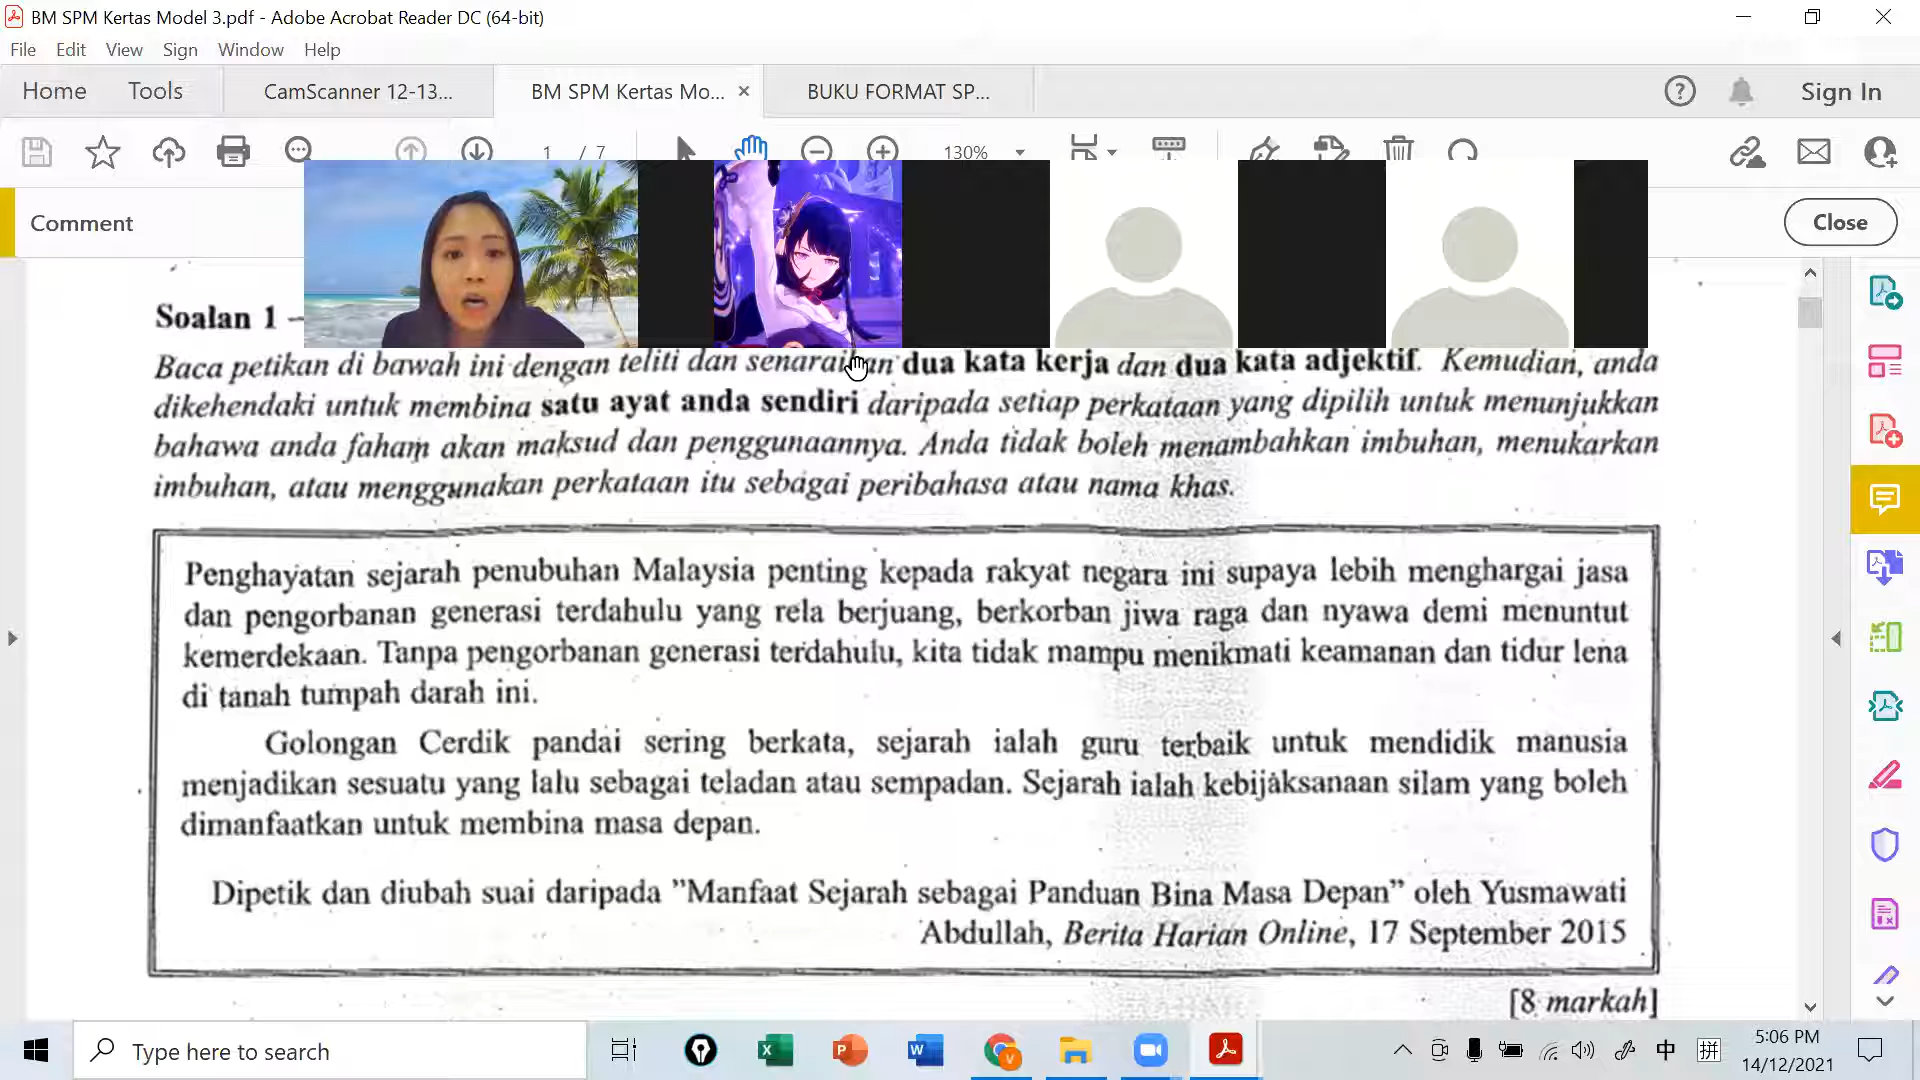 BM SPM Kertas Model 3.pdf - Adobe Acrobat Reader DC (64-bit)
File Edit View Sign Window Help
Home Tools CamScanner 12-13... BM SPM Kertas Mo... × BUKU FORMAT SP... Sign In
1 / 7 130%
Comment Close
Soalan 1 –
Baca petikan di bawah ini dengan teliti dan senaraikan dua kata kerja dan dua kata adjektif. Kemudian, anda
dikehendaki untuk membina satu ayat anda sendiri daripada setiap perkataan yang dipilih untuk menunjukkan
bahawa anda faham akan maksud dan penggunaannya. Anda tidak boleh menambahkan imbuhan, menukarkan
imbuhan, atau menggunakan perkataan itu sebagai peribahasa atau nama khas.
Penghayatan sejarah penubuhan Malaysia penting kepada rakyat negara ini supaya lebih menghargai jasa
dan pengorbanan generasi terdahulu yang rela berjuang, berkorban jiwa raga dan nyawa demi menuntut
kemerdekaan. Tanpa pengorbanan generasi terdahulu, kita tidak mampu menikmati keamanan dan tidur lena
di tanah tumpah darah ini.
Golongan Cerdik pandai sering berkata, sejarah ialah guru terbaik untuk mendidik manusia
menjadikan sesuatu yang lalu sebagai teladan atau sempadan. Sejarah ialah kebijaksanaan silam yang boleh
dimanfaatkan untuk membina masa depan.
Dipetik dan diubah suai daripada ”Manfaat Sejarah sebagai Panduan Bina Masa Depan” oleh Yusmawati
Abdullah, Berita Harian Online, 17 September 2015
[8 markah]
Type here to search
中 拼 5:06 PM
14/12/2021